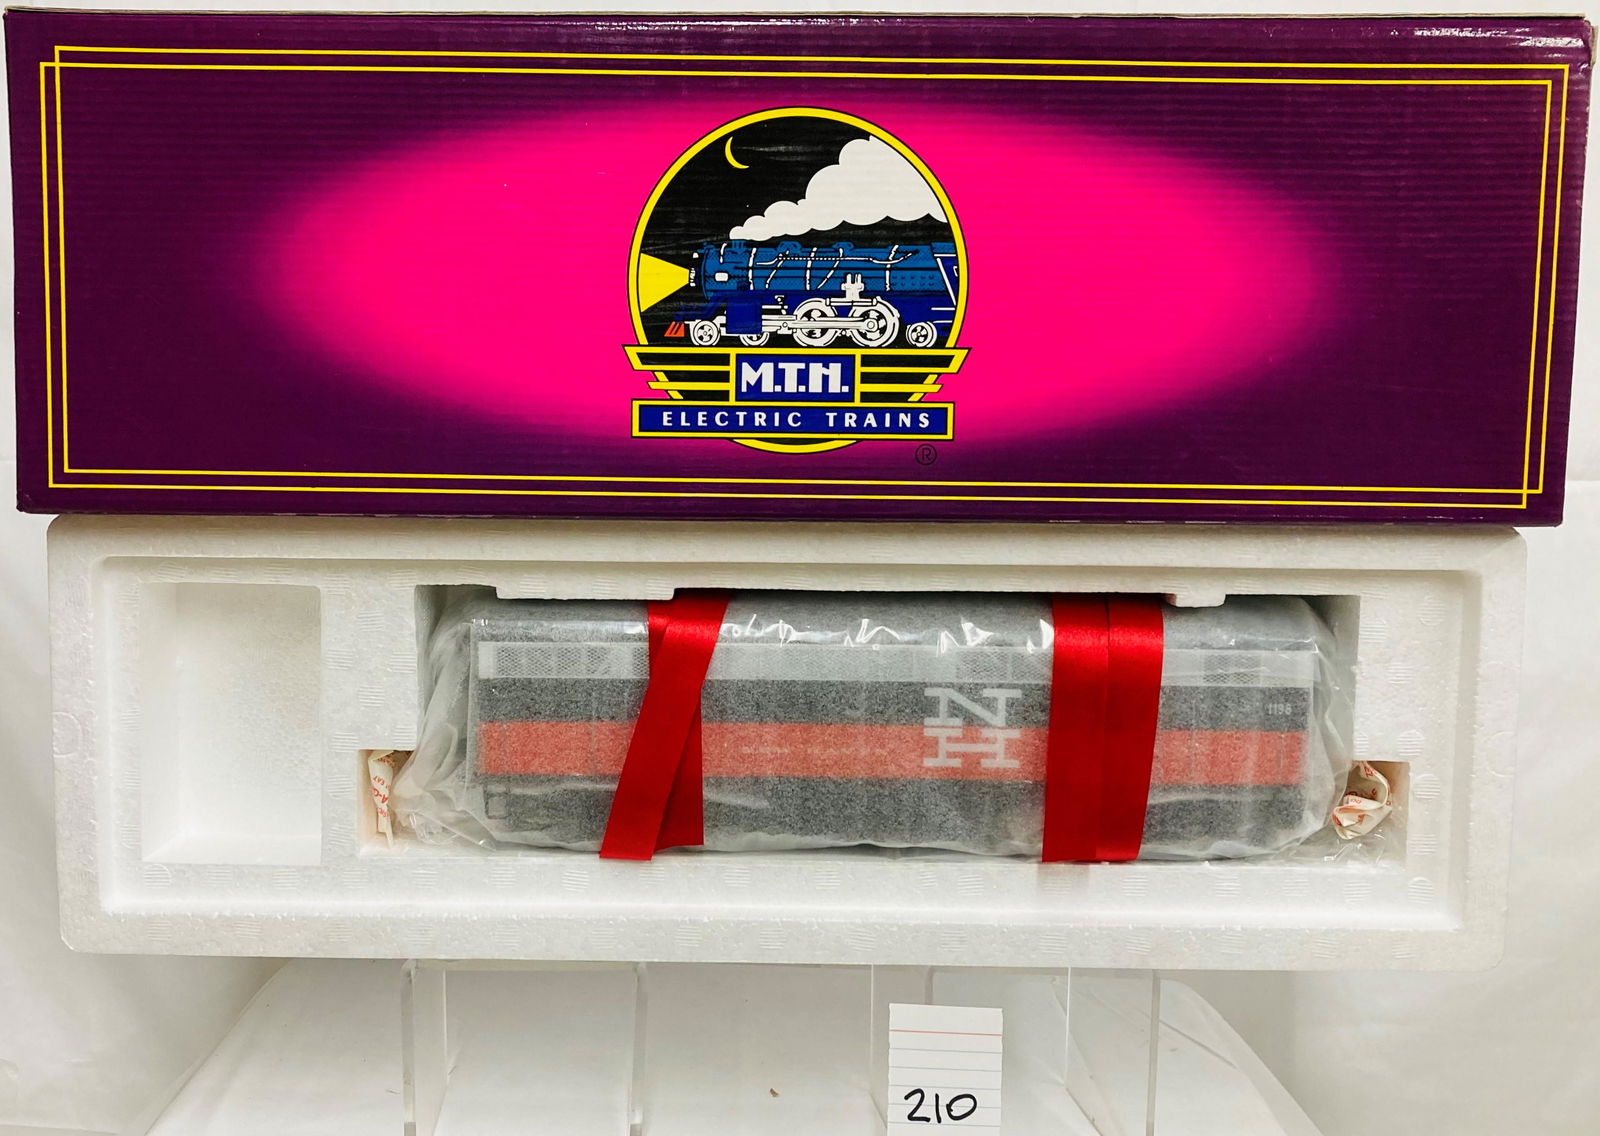 M.T.H.
ELECTRIC TRAINS
®
N
H
1198
210